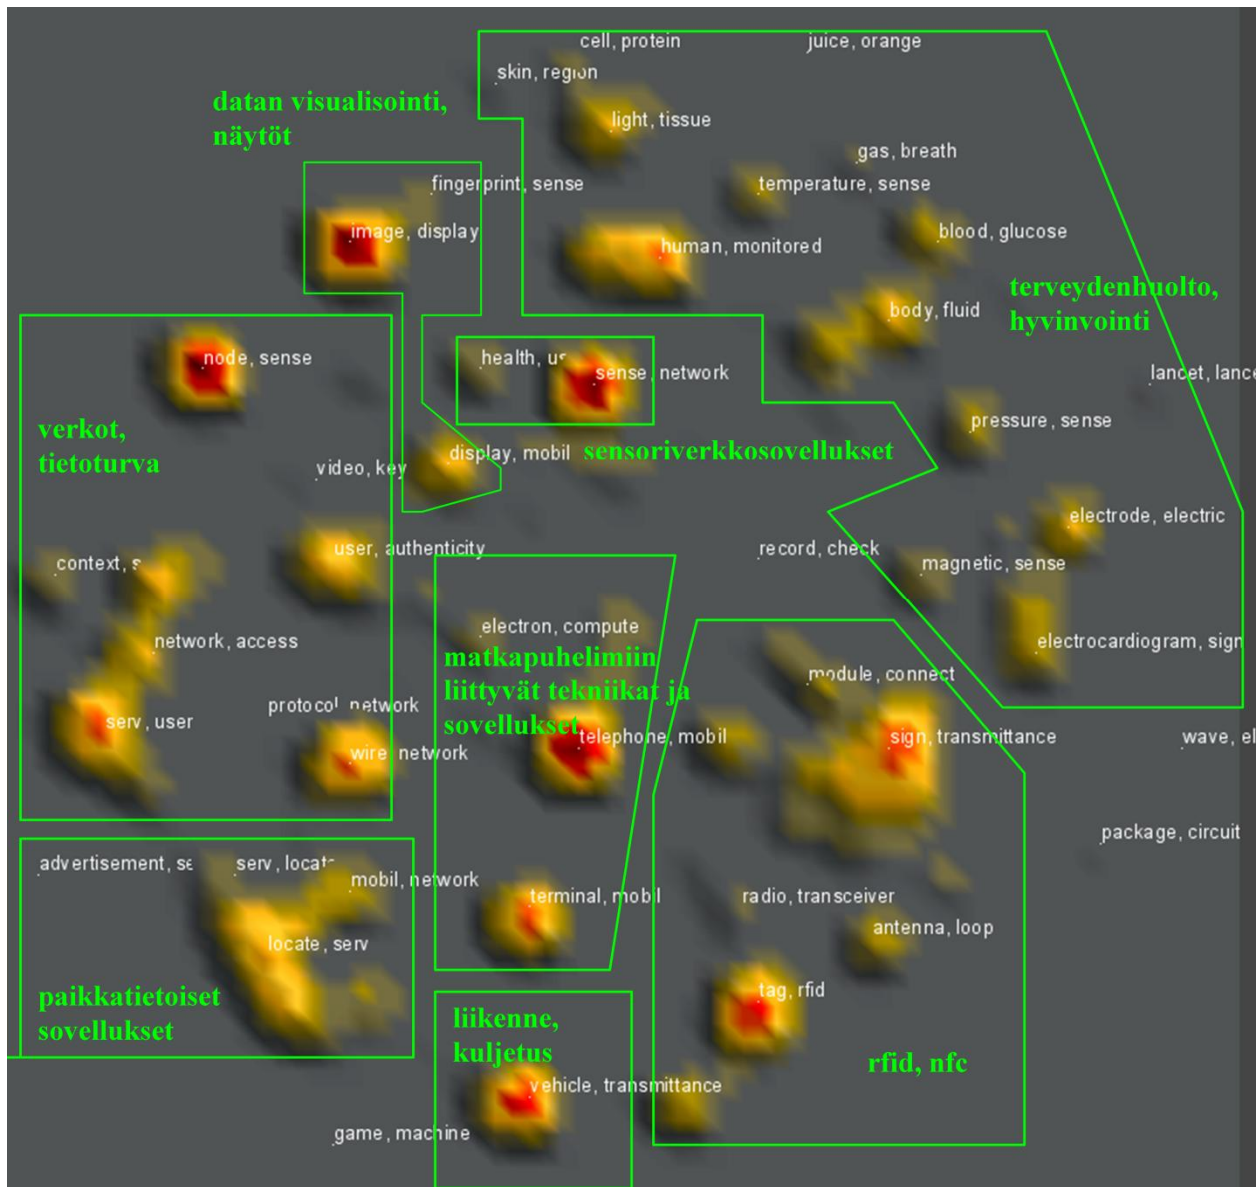 cell, protein
juice, orange
skin, region
datan visualisointi,
näytöt
light, tissue
gas, breath
fingerprint, sense
temperature, sense
image, display
human, monitored
blood, glucose
terveydenhuolto,
hyvinvointi
body, fluid
node, sense
health, us
sense, network
lancet, lance
verkot,
tietoturva
pressure, sense
display, mobil
sensoriverkkosovellukset
video, key
electrode, electric
user, authenticity
record, check
context, s
magnetic, sense
electron, compute
network, access
electrocardiogram, sign
matkapuhelimiin
liittyvät tekniikat ja
sovellukset
module, connect
protocol, network
serv, user
telephone, mobil
sign, transmittance
wave, el
wire, network
package, circuit
advertisement, se
serv, locate
mobil, network
terminal, mobil
radio, transceiver
antenna, loop
locate, serv
paikkatietoiset
sovellukset
tag, rfid
liikenne,
kuljetus
rfid, nfc
vehicle, transmittance
game, machine